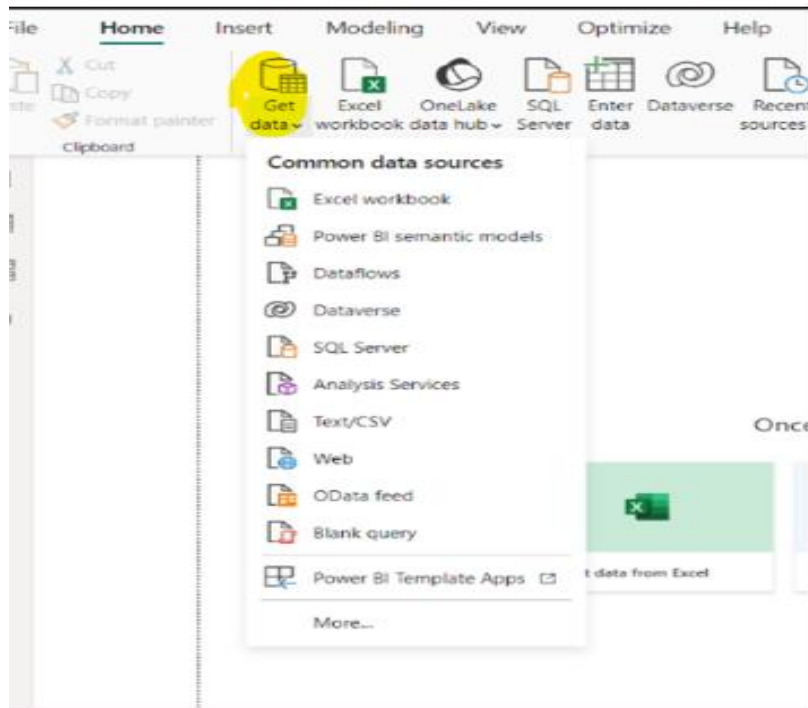 File Home Insert Modeling View Optimize Help
Cut
Copy
Format painter
Clipboard
Get data
Excel workbook
OneLake data hub
SQL Server
Enter data
Dataverse
Recent sources
Common data sources
Excel workbook
Power BI semantic models
Dataflows
Dataverse
SQL Server
Analysis Services
Text/CSV
Web
OData feed
Blank query
Power BI Template Apps
More...
Once
t data from Excel